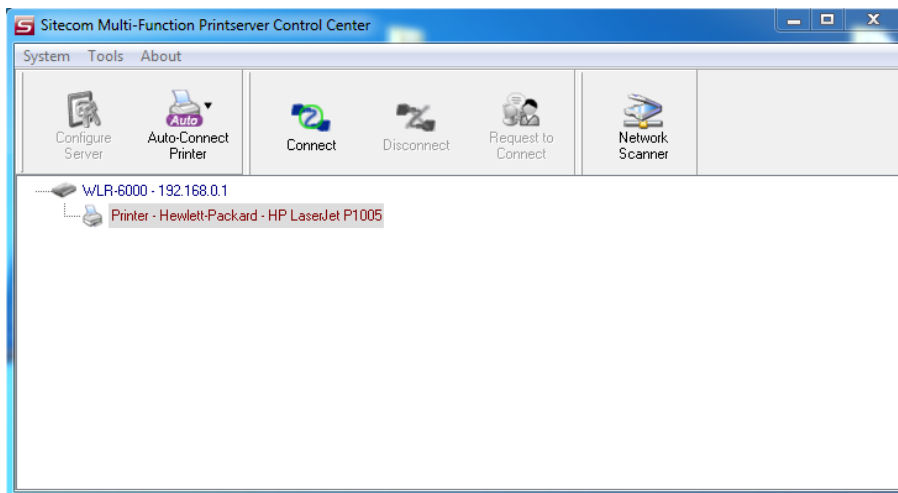 Sitecom Multi-Function Printserver Control Center
System Tools About
Configure Server
Auto
Auto-Connect Printer
Connect
Disconnect
Request to Connect
Network Scanner
WLR-6000 - 192.168.0.1
Printer - Hewlett-Packard - HP LaserJet P1005